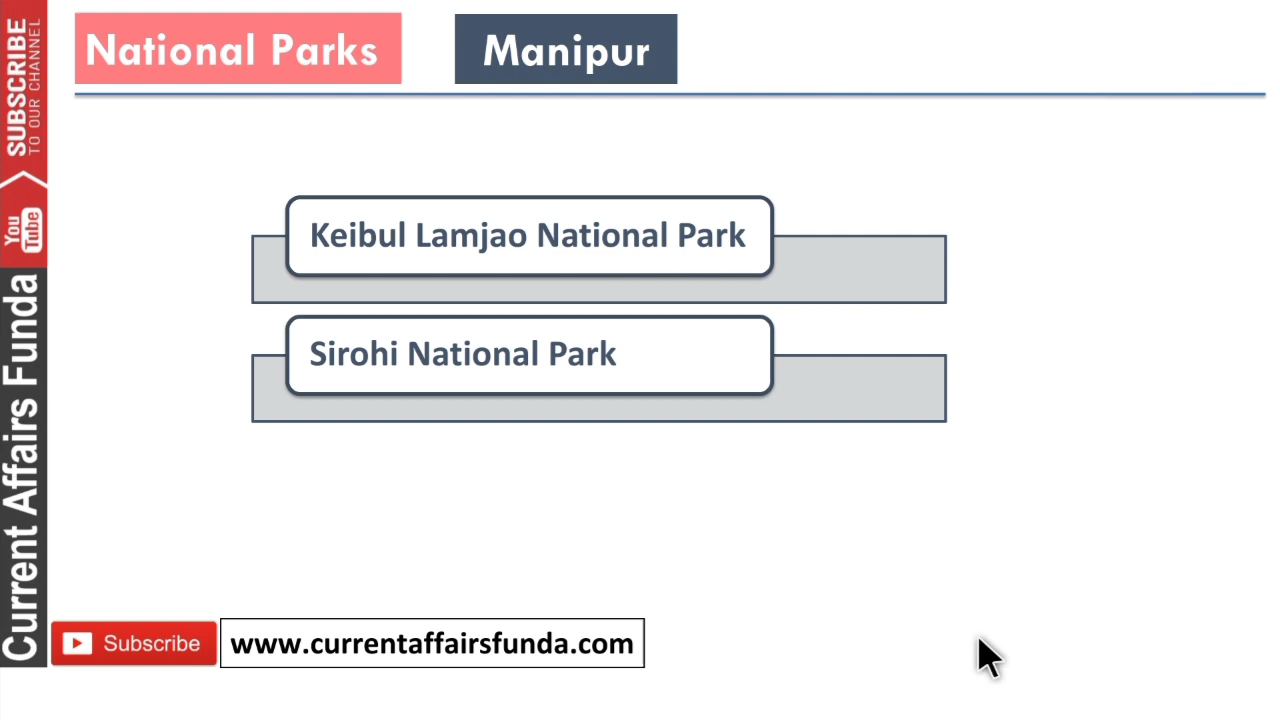 National Parks
Manipur
Keibul Lamjao National Park
Sirohi National Park
SUBSCRIBE
TO OUR CHANNEL
You
Tube
Current Affairs Funda
Subscribe
www.currentaffairsfunda.com